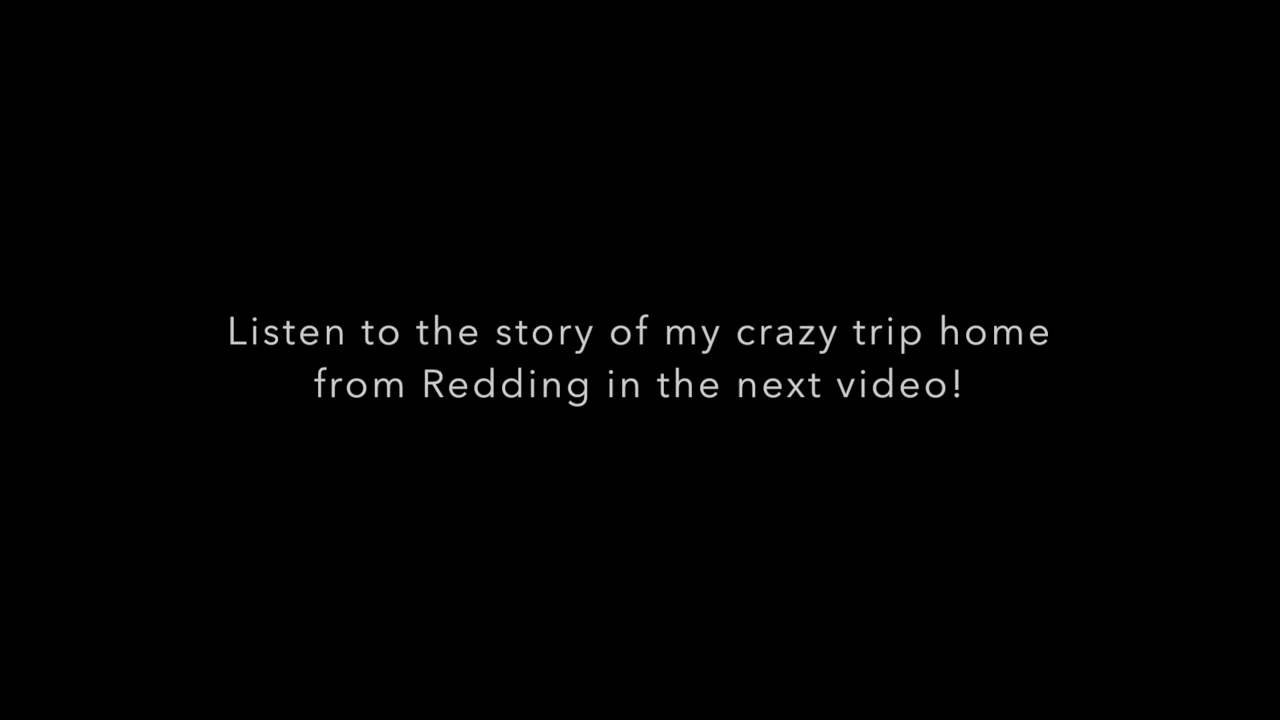 Listen to the story of my crazy trip home
from Redding in the next video!